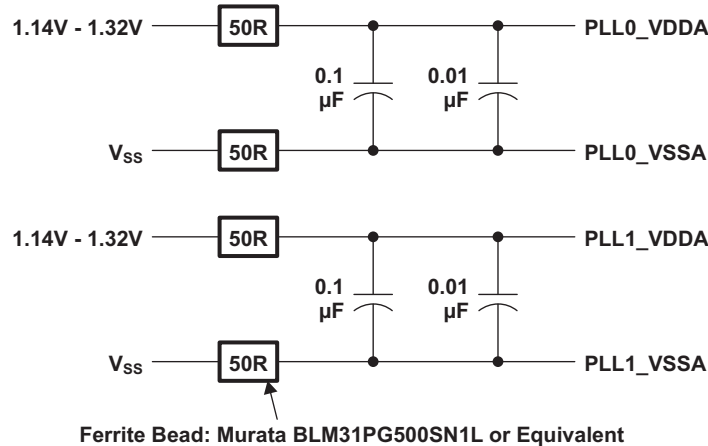 1.14V - 1.32V 50R PLL0_VDDA
0.1 µF 0.01 µF
VSS 50R PLL0_VSSA
1.14V - 1.32V 50R PLL1_VDDA
0.1 µF 0.01 µF
VSS 50R PLL1_VSSA
Ferrite Bead: Murata BLM31PG500SN1L or Equivalent